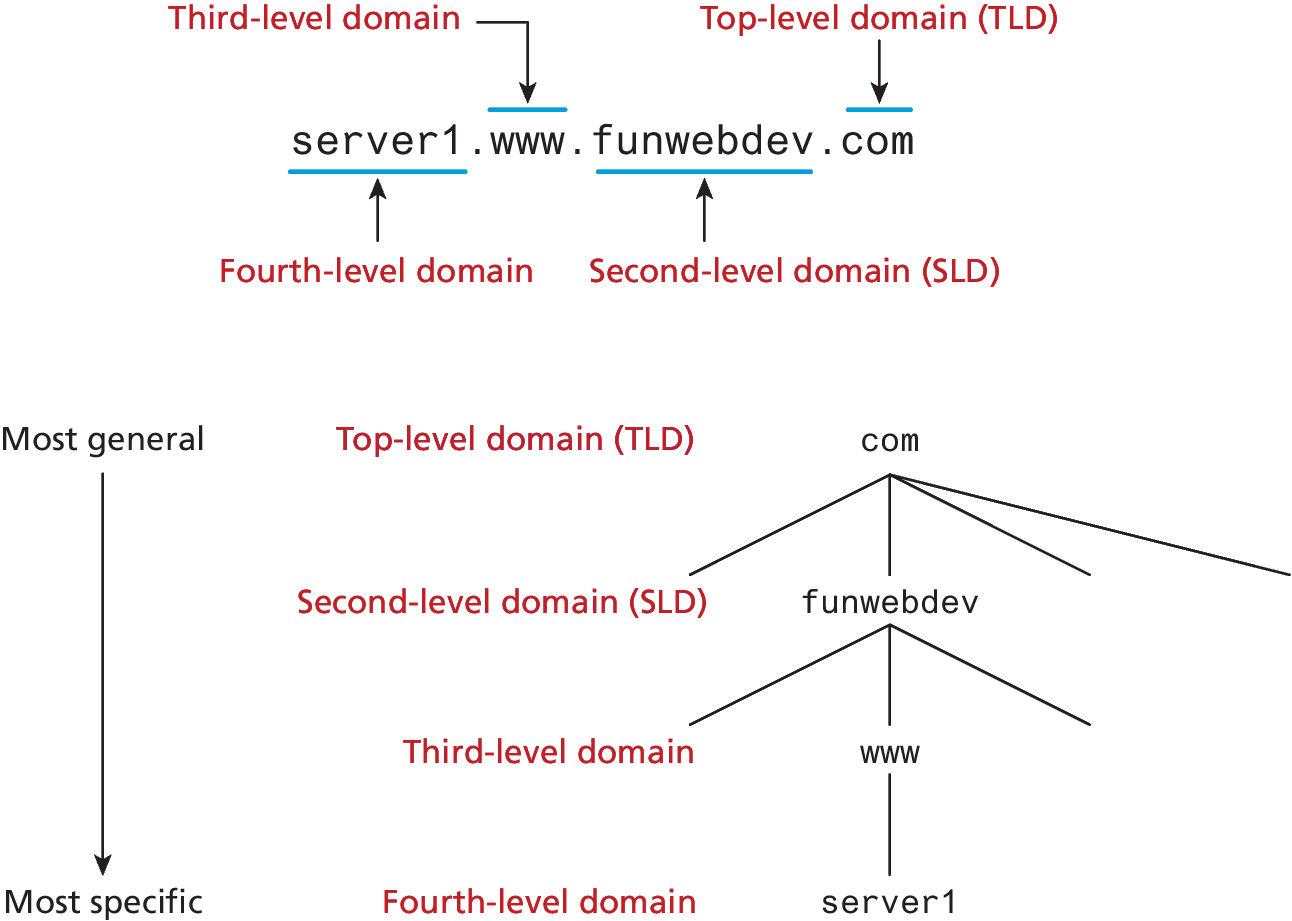 Third-level domain
Top-level domain (TLD)
server1.www.funwebdev.com
Fourth-level domain
Second-level domain (SLD)
Most general
Top-level domain (TLD)
com
Second-level domain (SLD)
funwebdev
Third-level domain
www
Most specific
Fourth-level domain
server1